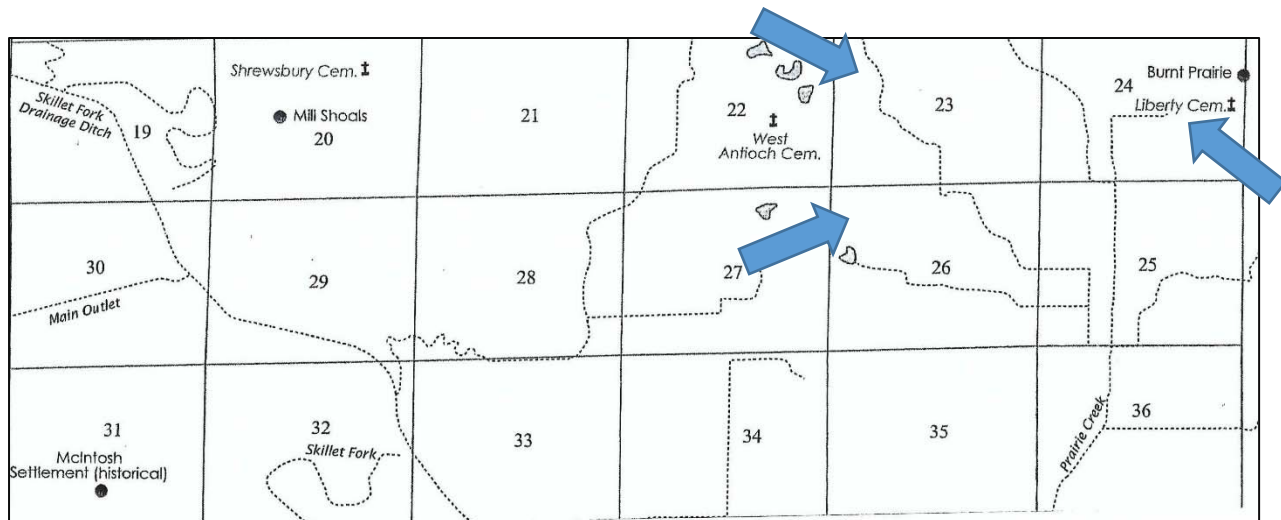 Shrewsbury Cem.
Burnt Prairie
24
Skillet Fork
Drainage Ditch
19
Mill Shoals
20
21
22
23
Liberty Cem.
West
Antioch Cem.
30
29
28
27
26
25
Main Outlet
31
32
33
34
35
36
McIntosh
Settlement (historical)
Skillet Fork
Prairie Creek